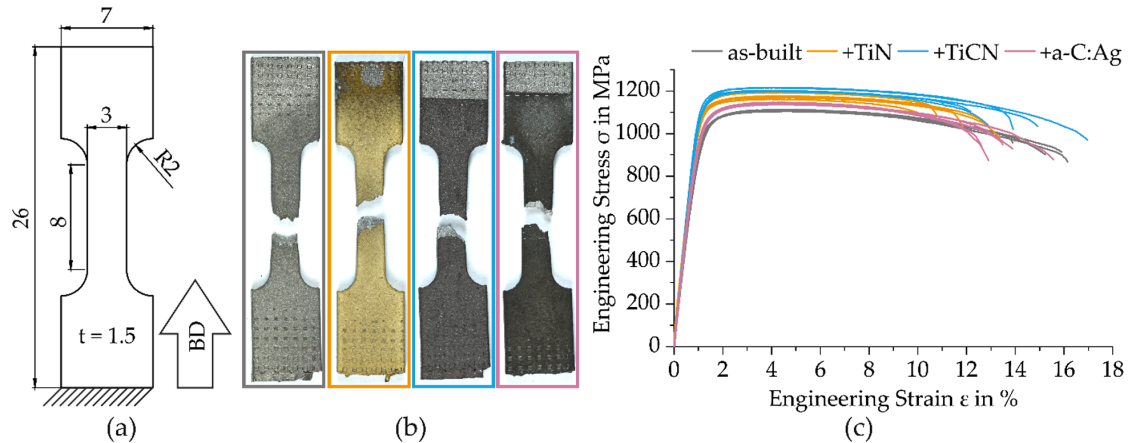 7
3
R2
8
26
t = 1.5
BD
(a)
(b)
as-built +TiN +TiCN +a-C:Ag
Engineering Stress σ in MPa
1200
1000
800
600
400
200
0
0 2 4 6 8 10 12 14 16 18
Engineering Strain ε in %
(c)